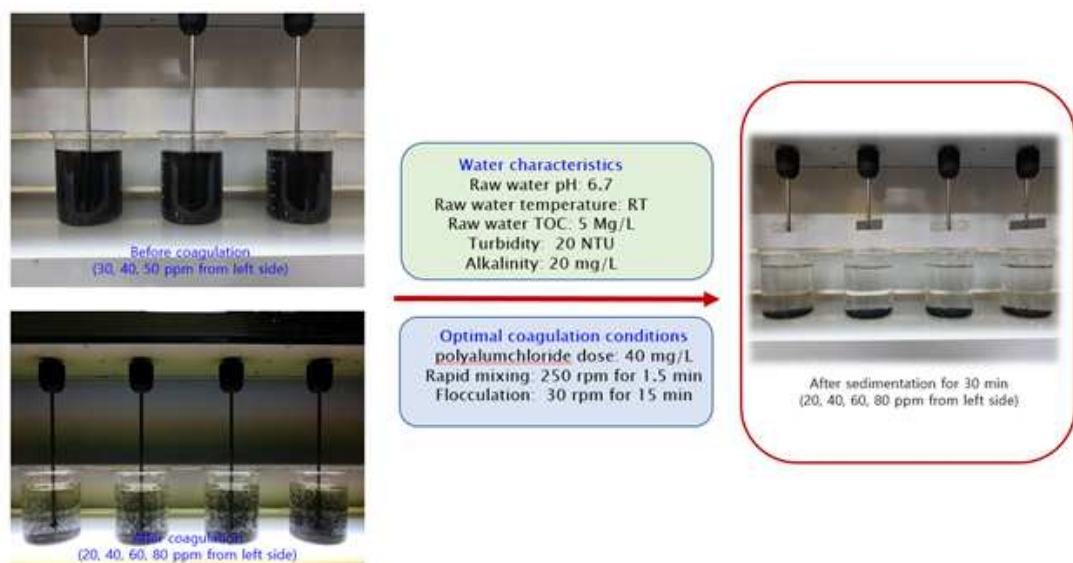 Before coagulation
(30, 40, 50 ppm from left side)
After coagulation
(20, 40, 60, 80 ppm from left side)
Water characteristics
Raw water pH: 6.7
Raw water temperature: RT
Raw water TOC: 5 Mg/L
Turbidity: 20 NTU
Alkalinity: 20 mg/L
Optimal coagulation conditions
polyalumchloride dose: 40 mg/L
Rapid mixing: 250 rpm for 1.5 min
Flocculation: 30 rpm for 15 min
After sedimentation for 30 min
(20, 40, 60, 80 ppm from left side)